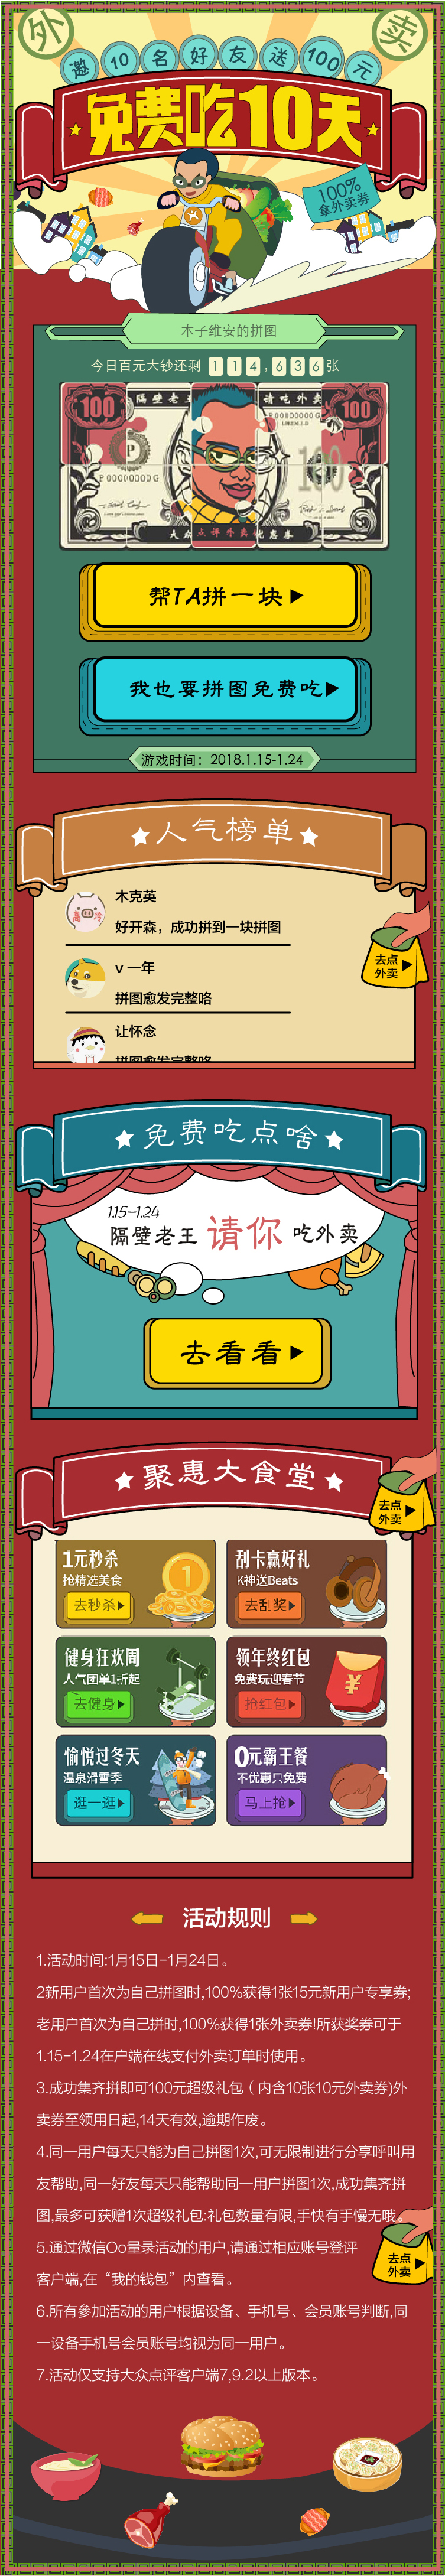 外 卖
邀10名好友送100元
免费吃10天
100%
拿外卖券
木子维安的拼图
今日百元大钞还剩 114,636 张
100 隔壁老王 请吃外卖 100
帮TA拼一块
我也要拼图免费吃
游戏时间：2018.1.15-1.24
人气榜单
木克英
好开森，成功拼到一块拼图
v 一年
拼图愈发完整咯
让怀念
拼图愈发完整咯
去点
外卖
免费吃点啥
1.15-1.24
隔壁老王 请你 吃外卖
去看看
聚惠大食堂
去点
外卖
1元秒杀
抢精选美食
去秒杀
刮卡赢好礼
K神送Beats
去刮奖
健身狂欢周
人气团单1折起
去健身
领年终红包
免费玩迎春节
抢红包
愉悦过冬天
温泉滑雪季
逛一逛
0元霸王餐
不优惠只免费
马上抢
活动规则
1.活动时间:1月15日-1月24日。
2新用户首次为自己拼图时,100%获得1张15元新用户专享券;
老用户首次为自己拼时,100%获得1张外卖券!所获奖券可于
1.15-1.24在户端在线支付外卖订单时使用。
3.成功集齐拼即可100元超级礼包（内含10张10元外卖券)外
卖券至领用日起,14天有效,逾期作废。
4.同一用户每天只能为自己拼图1次,可无限制进行分享呼叫用
友帮助,同一好友每天只能帮助同一用户拼图1次,成功集齐拼
图,最多可获赠1次超级礼包:礼包数量有限,手快有手慢无哦。
5.通过微信Oo量录活动的用户,请通过相应账号登评
客户端,在“我的钱包”内查看。
去点
外卖
6.所有参加活动的用户根据设备、手机号、会员账号判断,同
一设备手机号会员账号均视为同一用户。
7.活动仅支持大众点评客户端7,9.2以上版本。